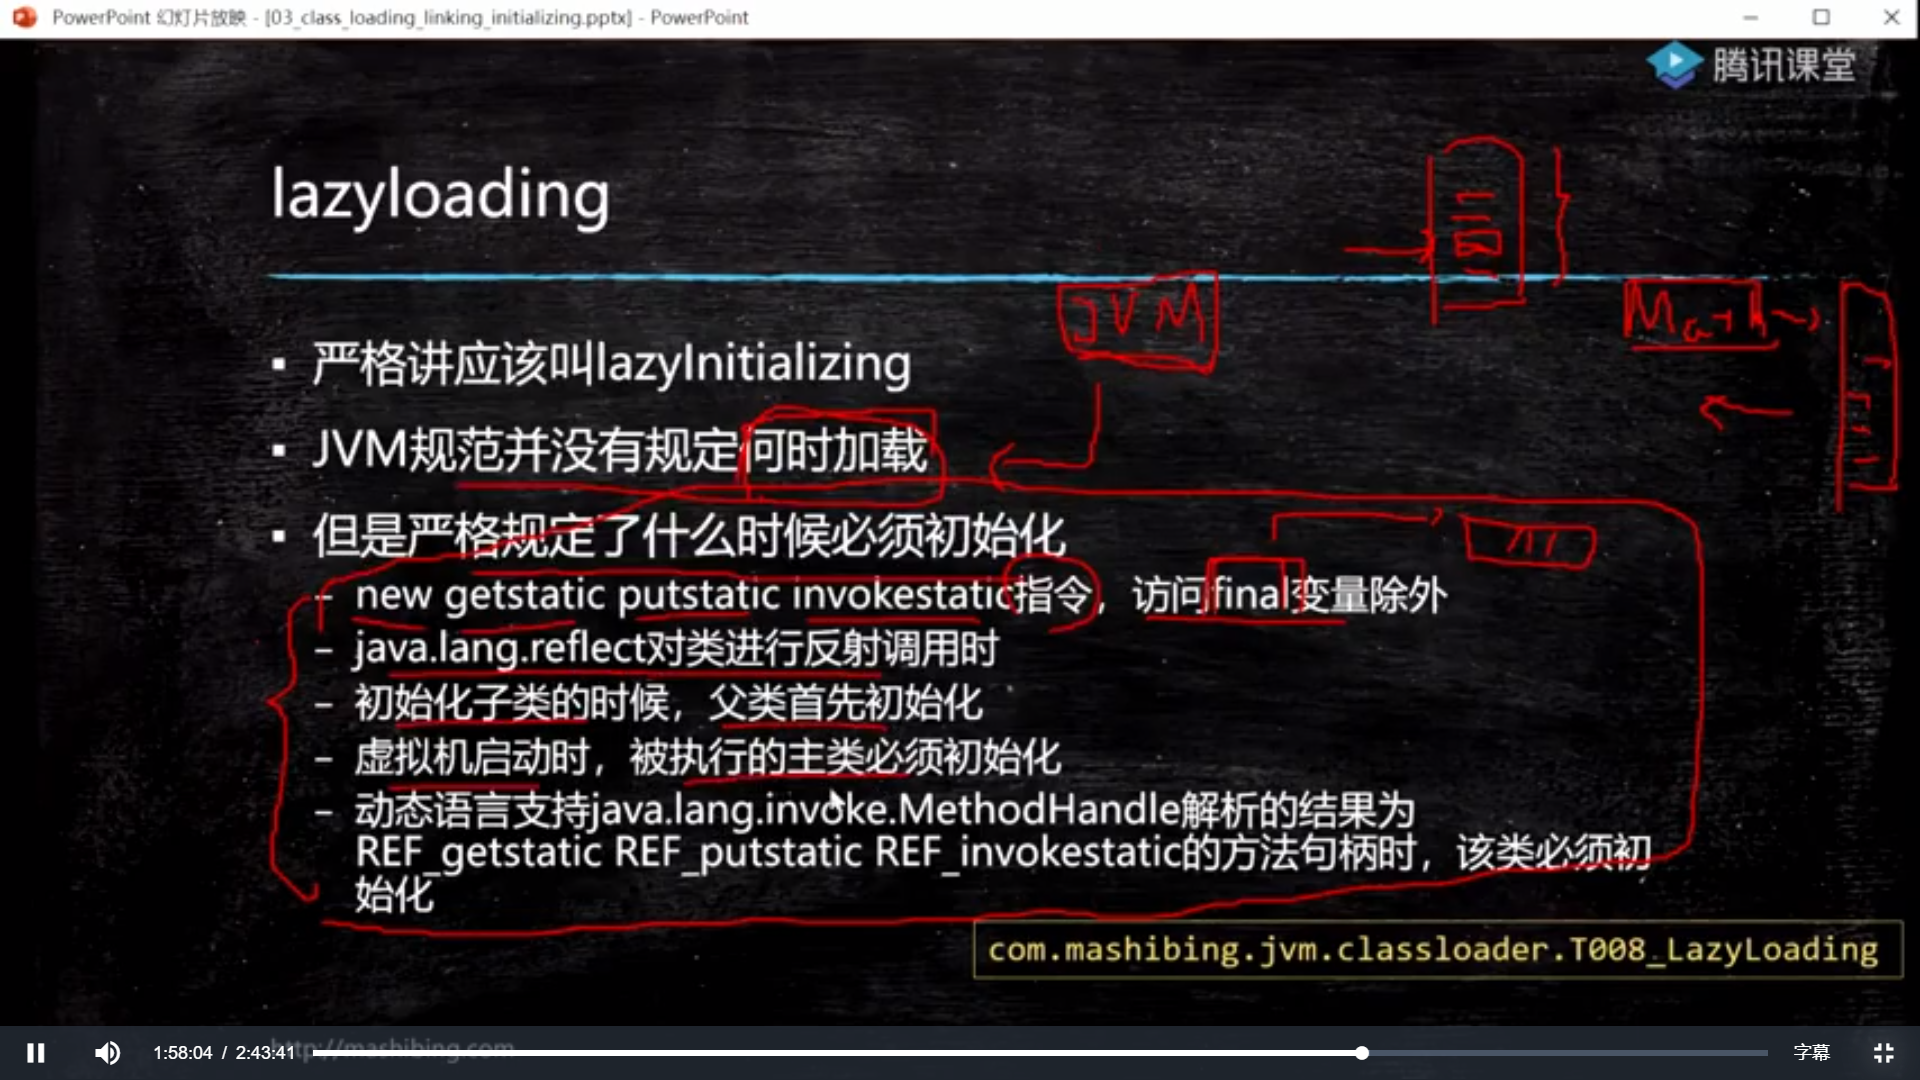 PowerPoint 幻灯片放映 - [03_class_loading_linking_initializing.pptx] - PowerPoint
腾讯课堂
lazyloading
JVM
▪ 严格讲应该叫lazyInitializing
▪ JVM规范并没有规定何时加载
▪ 但是严格规定了什么时候必须初始化
– new getstatic putstatic invokestatic指令，访问final变量除外
– java.lang.reflect对类进行反射调用时
– 初始化子类的时候，父类首先初始化
– 虚拟机启动时，被执行的主类必须初始化
– 动态语言支持java.lang.invoke.MethodHandle解析的结果为
REF_getstatic REF_putstatic REF_invokestatic的方法句柄时，该类必须初
始化
com.mashibing.jvm.classloader.T008_LazyLoading
http://mashibing.com
1:58:04 / 2:43:41
字幕